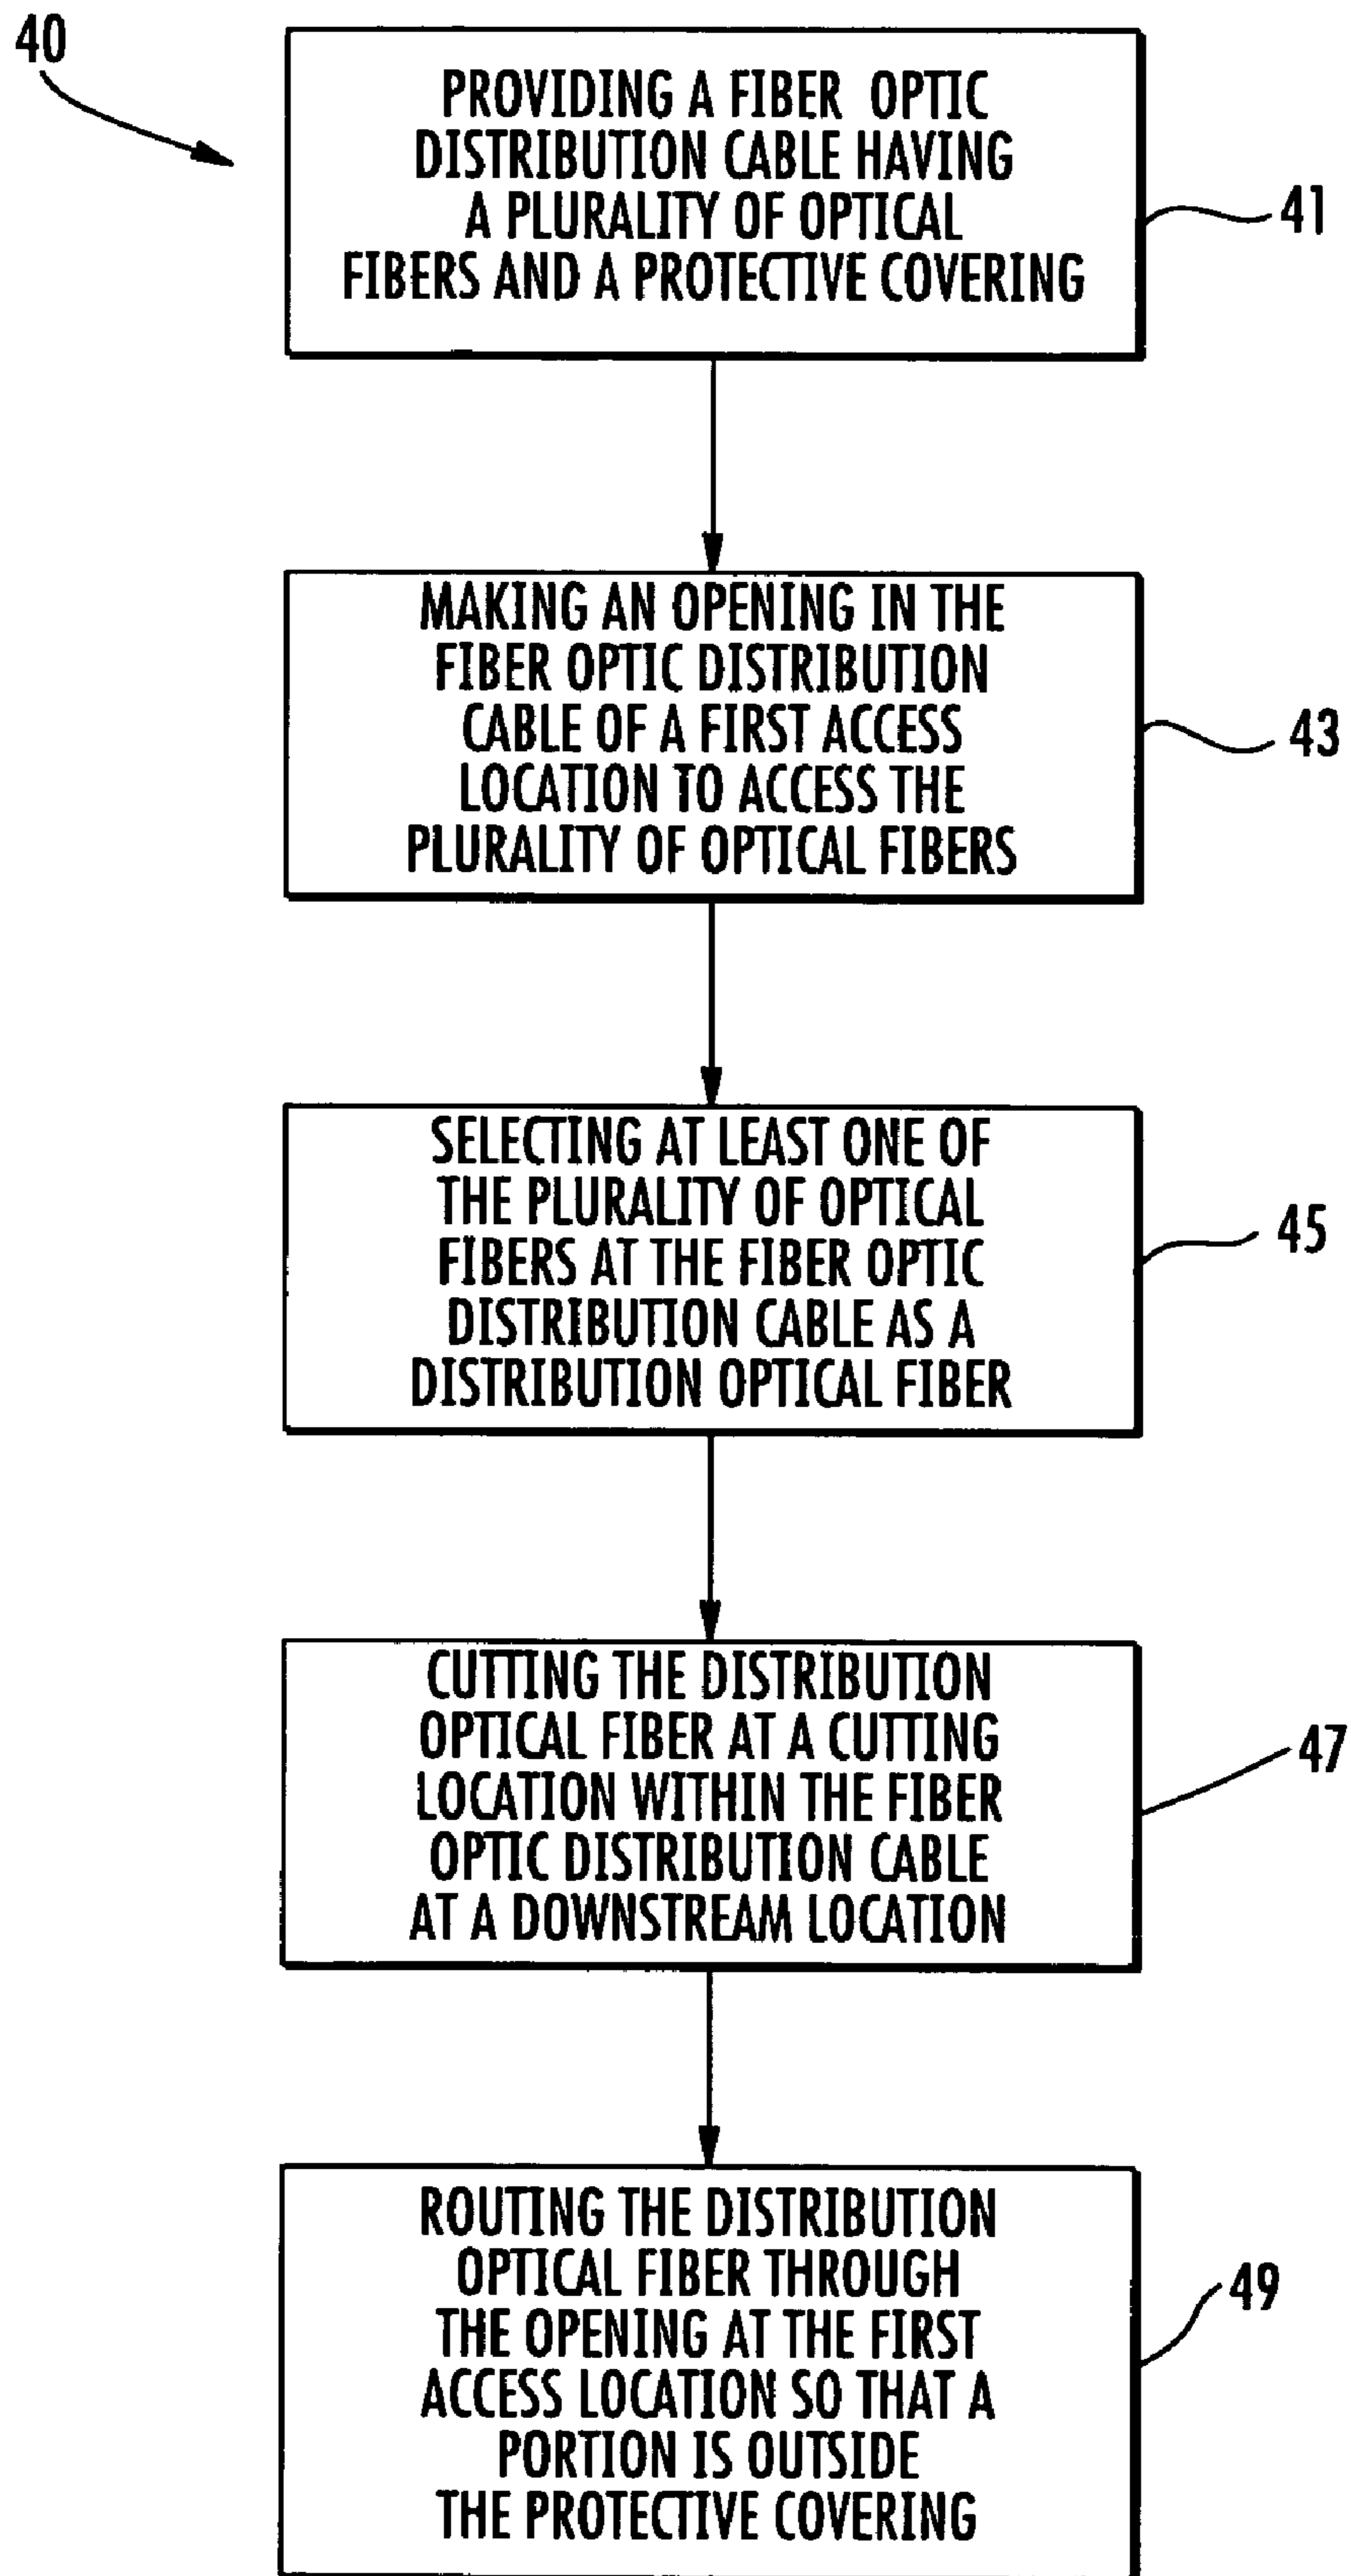 40
PROVIDING A FIBER OPTIC
DISTRIBUTION CABLE HAVING
A PLURALITY OF OPTICAL
FIBERS AND A PROTECTIVE COVERING
41
MAKING AN OPENING IN THE
FIBER OPTIC DISTRIBUTION
CABLE OF A FIRST ACCESS
LOCATION TO ACCESS THE
PLURALITY OF OPTICAL FIBERS
43
SELECTING AT LEAST ONE OF
THE PLURALITY OF OPTICAL
FIBERS AT THE FIBER OPTIC
DISTRIBUTION CABLE AS A
DISTRIBUTION OPTICAL FIBER
45
CUTTING THE DISTRIBUTION
OPTICAL FIBER AT A CUTTING
LOCATION WITHIN THE FIBER
OPTIC DISTRIBUTION CABLE
AT A DOWNSTREAM LOCATION
47
ROUTING THE DISTRIBUTION
OPTICAL FIBER THROUGH
THE OPENING AT THE FIRST
ACCESS LOCATION SO THAT A
PORTION IS OUTSIDE
THE PROTECTIVE COVERING
49